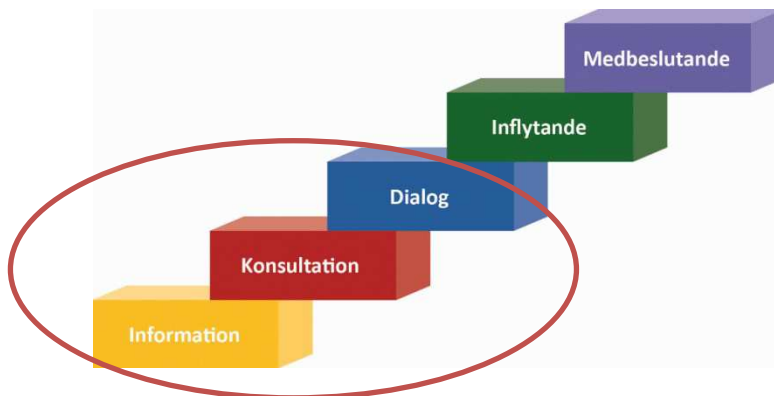 Medbeslutande
Inflytande
Dialog
Konsultation
Information